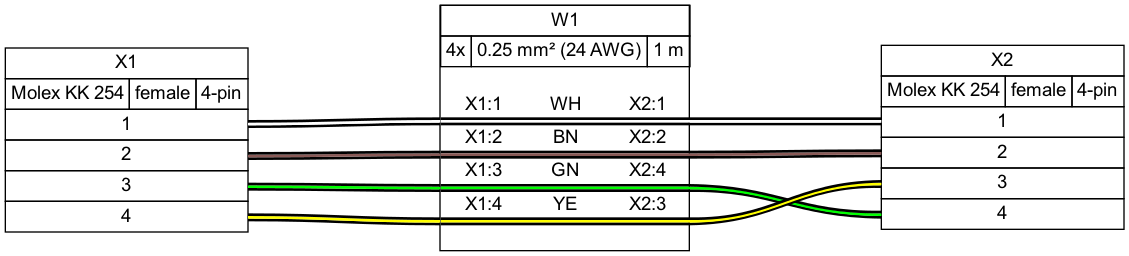 W1
4x 0.25 mm² (24 AWG) 1 m
X1
Molex KK 254 female 4-pin
1
2
3
4
X1:1 WH X2:1
X1:2 BN X2:2
X1:3 GN X2:4
X1:4 YE X2:3
X2
Molex KK 254 female 4-pin
1
2
3
4